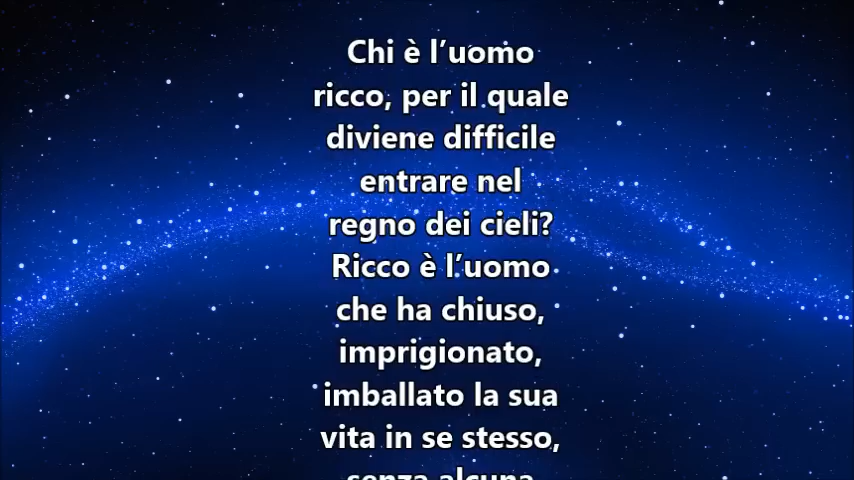 Chi è l’uomo
ricco, per il quale
diviene difficile
entrare nel
regno dei cieli?
Ricco è l’uomo
che ha chiuso,
imprigionato,
imballato la sua
vita in se stesso,
senza alcuna